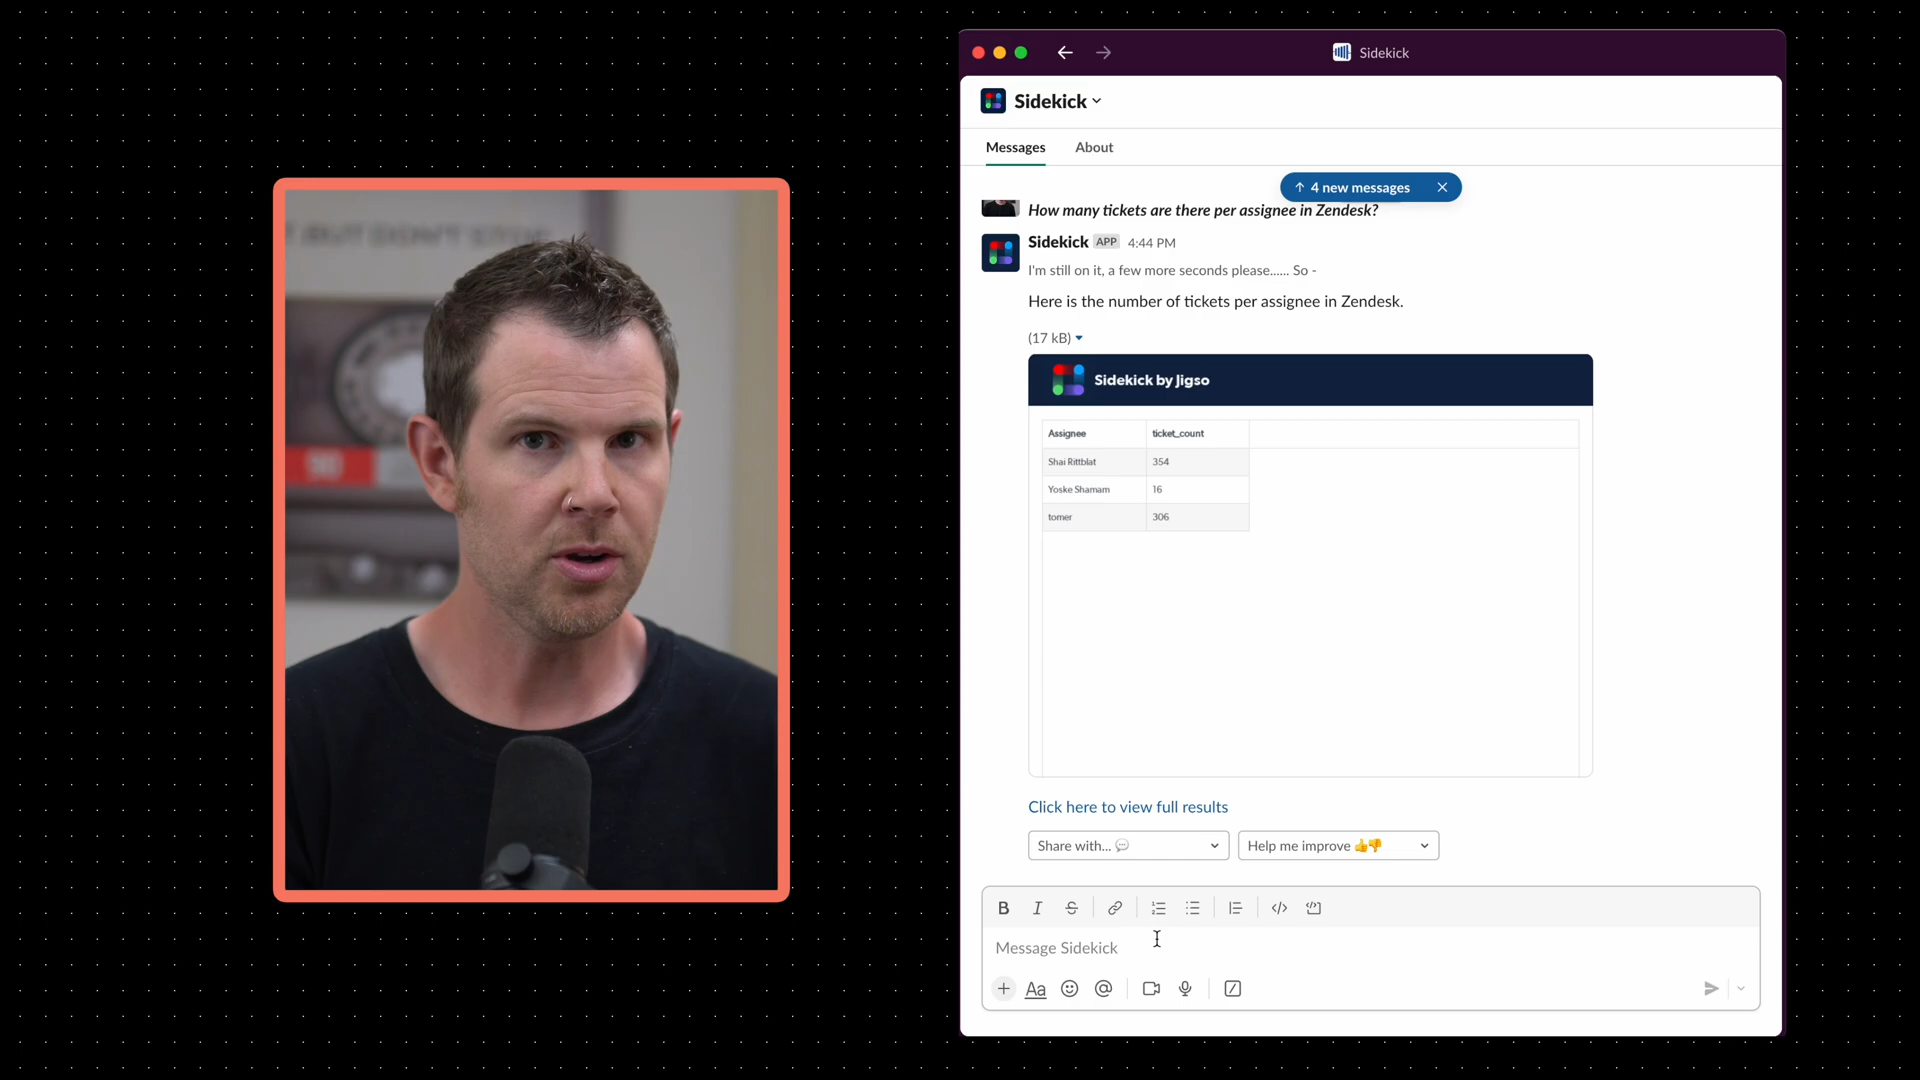 Sidekick
Sidekick
Messages
About
↑ 4 new messages
How many tickets are there per assignee in Zendesk?
Sidekick APP 4:44 PM
I'm still on it, a few more seconds please...... So -
Here is the number of tickets per assignee in Zendesk.
(17 kB)
Sidekick by Jigso
Assignee ticket_count
Shai Rittblat 354
Yoske Shamam 16
tomer 306
Click here to view full results
Share with... 💬
Help me improve 👍👎
Message Sidekick